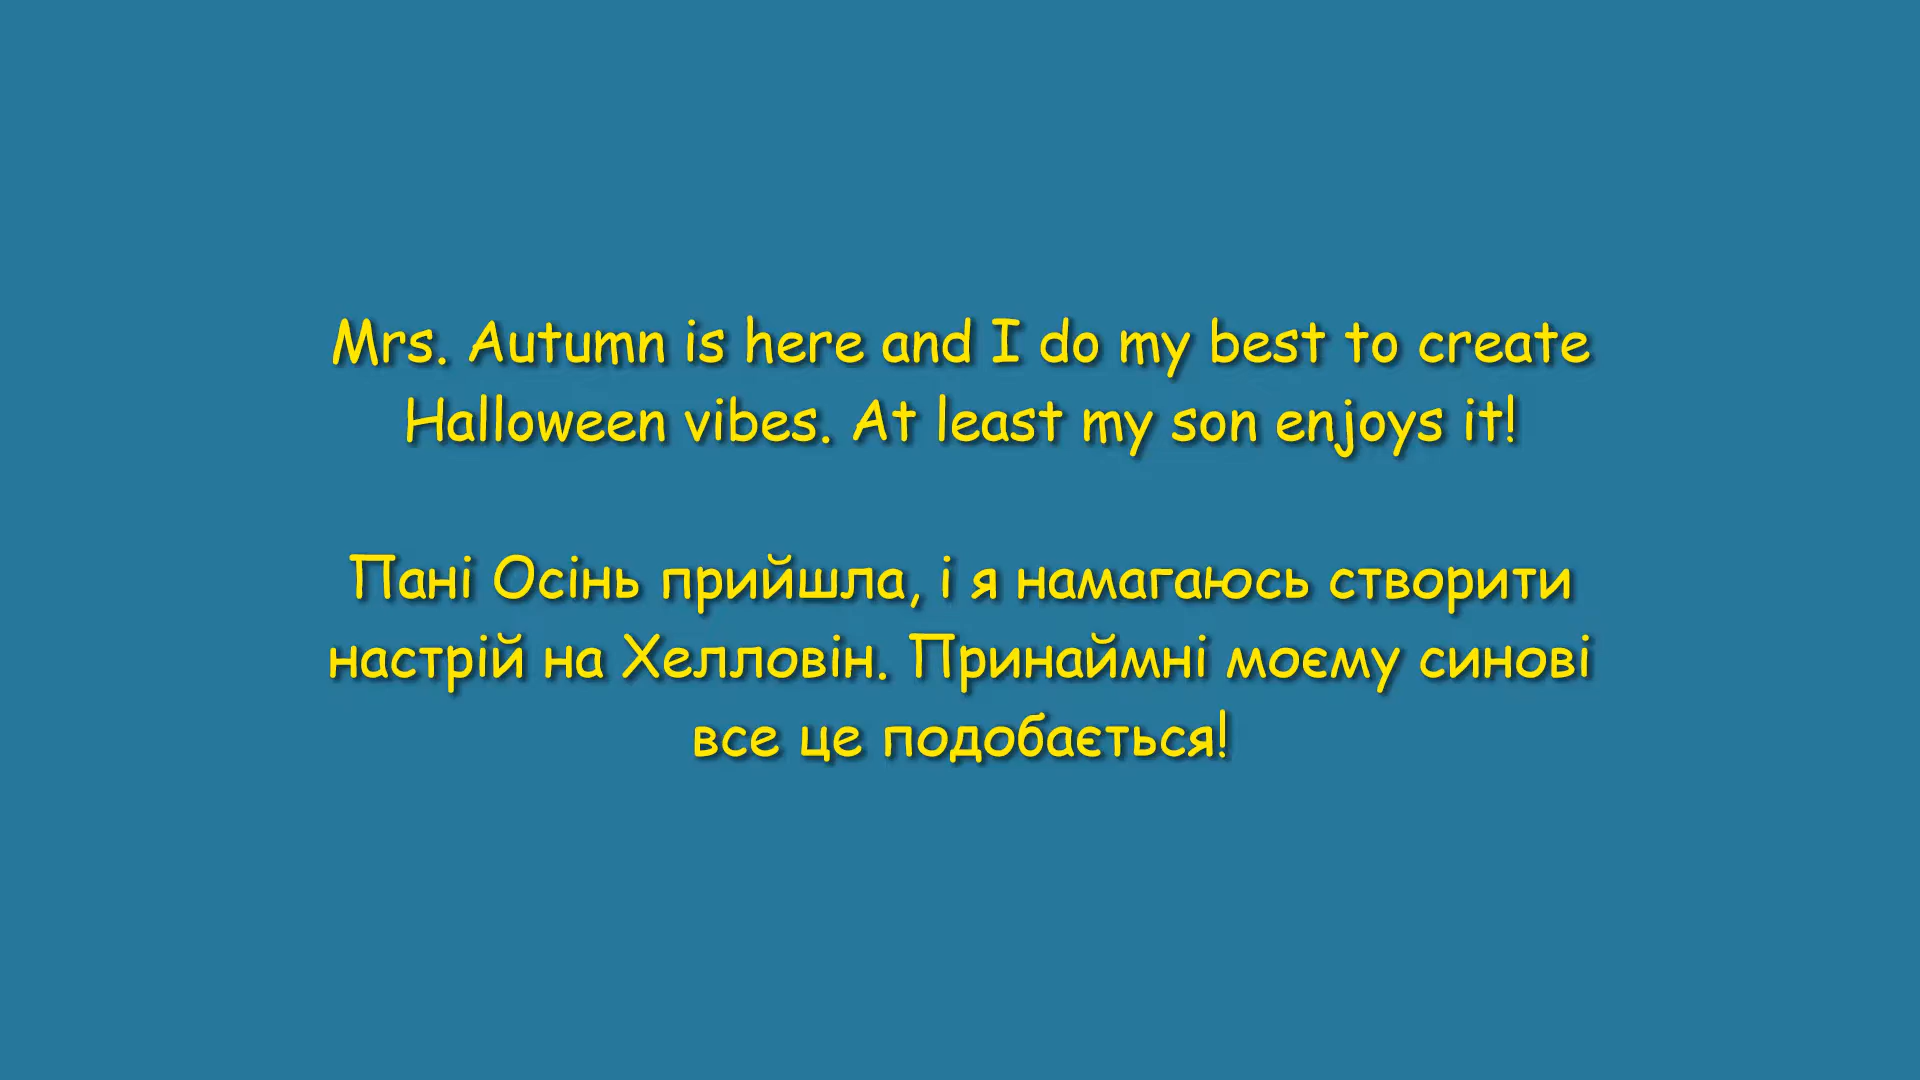 Mrs. Autumn is here and I do my best to create
Halloween vibes. At least my son enjoys it!
Пані Осінь прийшла, і я намагаюсь створити
настрій на Хелловін. Принаймні моєму синові
все це подобається!